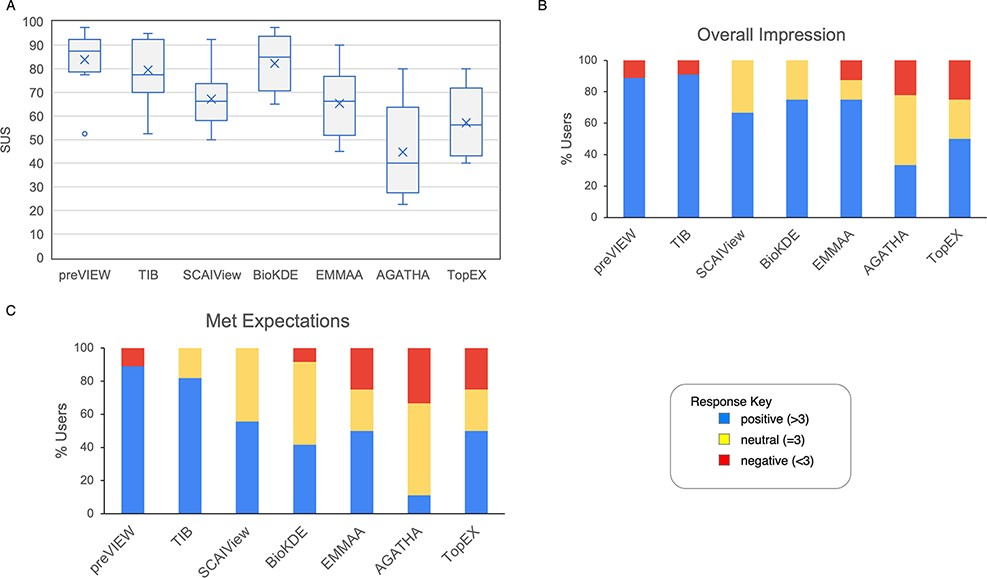 A
100
90
80
70
60
50
40
30
20
10
0
SUS
preVIEW TIB SCAIView BioKDE EMMAA AGATHA TopEX
B
Overall Impression
100
80
60
40
20
0
% Users
preVIEW TIB SCAIView BioKDE EMMAA AGATHA TopEX
C
Met Expectations
100
80
60
40
20
0
% Users
preVIEW TIB SCAIView BioKDE EMMAA AGATHA TopEX
Response Key
positive (>3)
neutral (=3)
negative (<3)